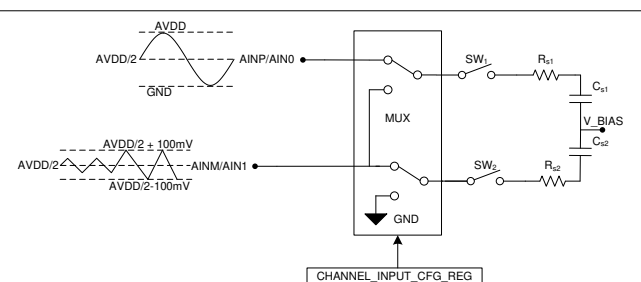 AVDD
AVDD/2
AINP/AIN0
GND
SW1
Rs1
Cs1
MUX
V_BIAS
AVDD/2 + 100mV
AVDD/2
AINM/AIN1
AVDD/2-100mV
SW2
Rs2
Cs2
GND
CHANNEL_INPUT_CFG_REG